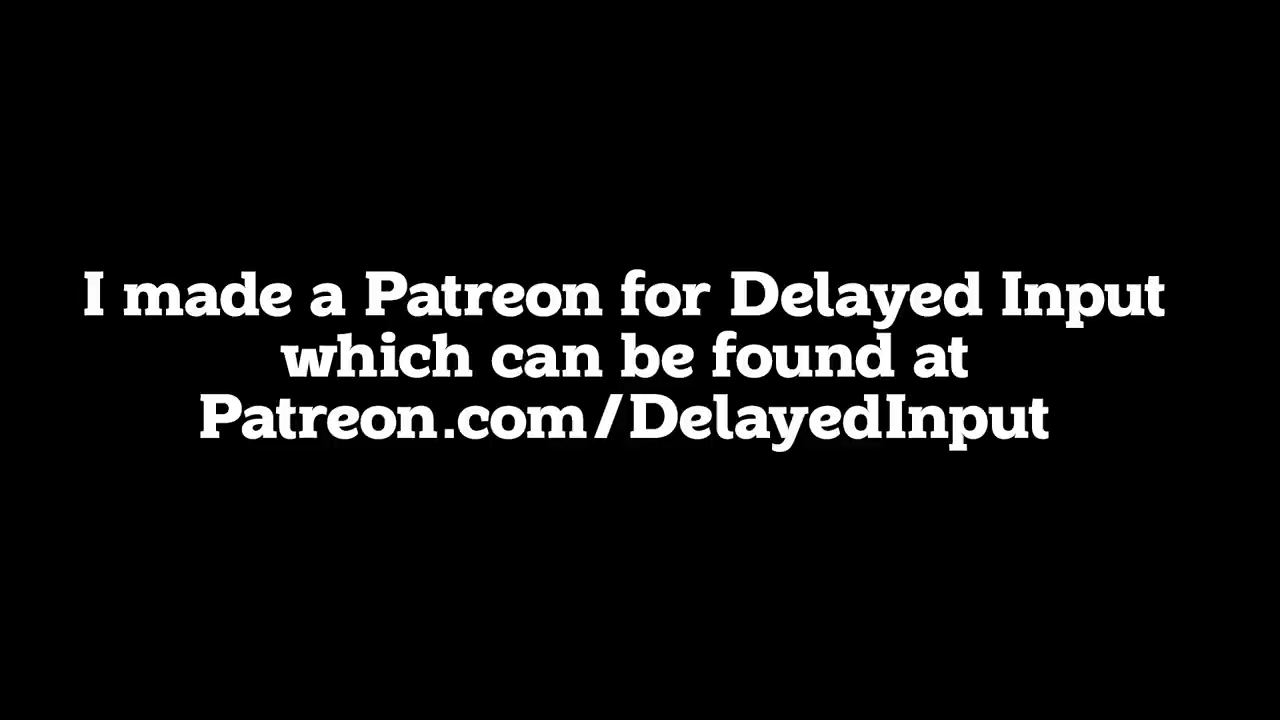 I made a Patreon for Delayed Input
which can be found at
Patreon.com/DelayedInput